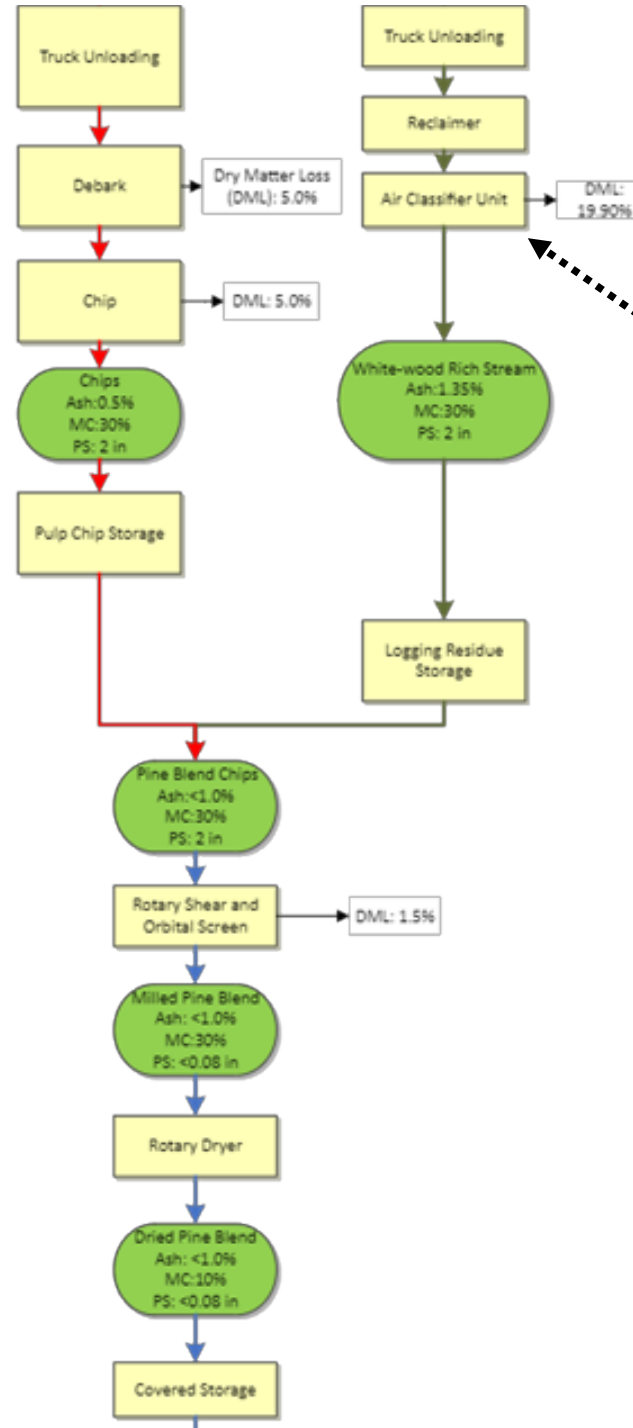 Truck Unloading
Debark
Dry Matter Loss
(DML): 5.0%
Chip
DML: 5.0%
Chips
Ash:0.5%
MC:30%
PS: 2 in
Pulp Chip Storage
Truck Unloading
Reclaimer
Air Classifier Unit
DML:
19.90%
White-wood Rich Stream
Ash:1.35%
MC:30%
PS: 2 in
Logging Residue
Storage
Pine Blend Chips
Ash:<1.0%
MC:30%
PS: 2 in
Rotary Shear and
Orbital Screen
DML: 1.5%
Milled Pine Blend
Ash: <1.0%
MC:30%
PS: <0.08 in
Rotary Dryer
Dried Pine Blend
Ash: <1.0%
MC:10%
PS: <0.08 in
Covered Storage